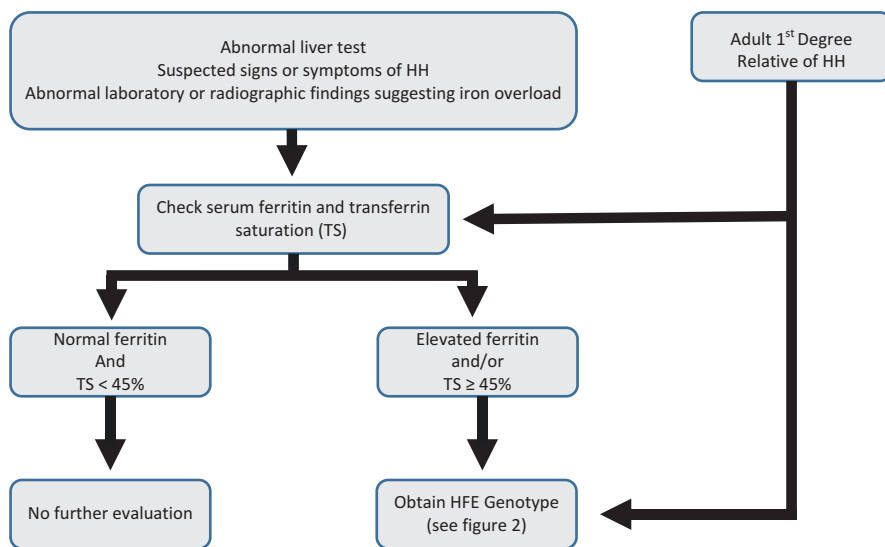 Abnormal liver test
Suspected signs or symptoms of HH
Abnormal laboratory or radiographic findings suggesting iron overload
Adult 1st Degree
Relative of HH
Check serum ferritin and transferrin
saturation (TS)
Normal ferritin
And
TS < 45%
Elevated ferritin
and/or
TS ≥ 45%
No further evaluation
Obtain HFE Genotype
(see figure 2)